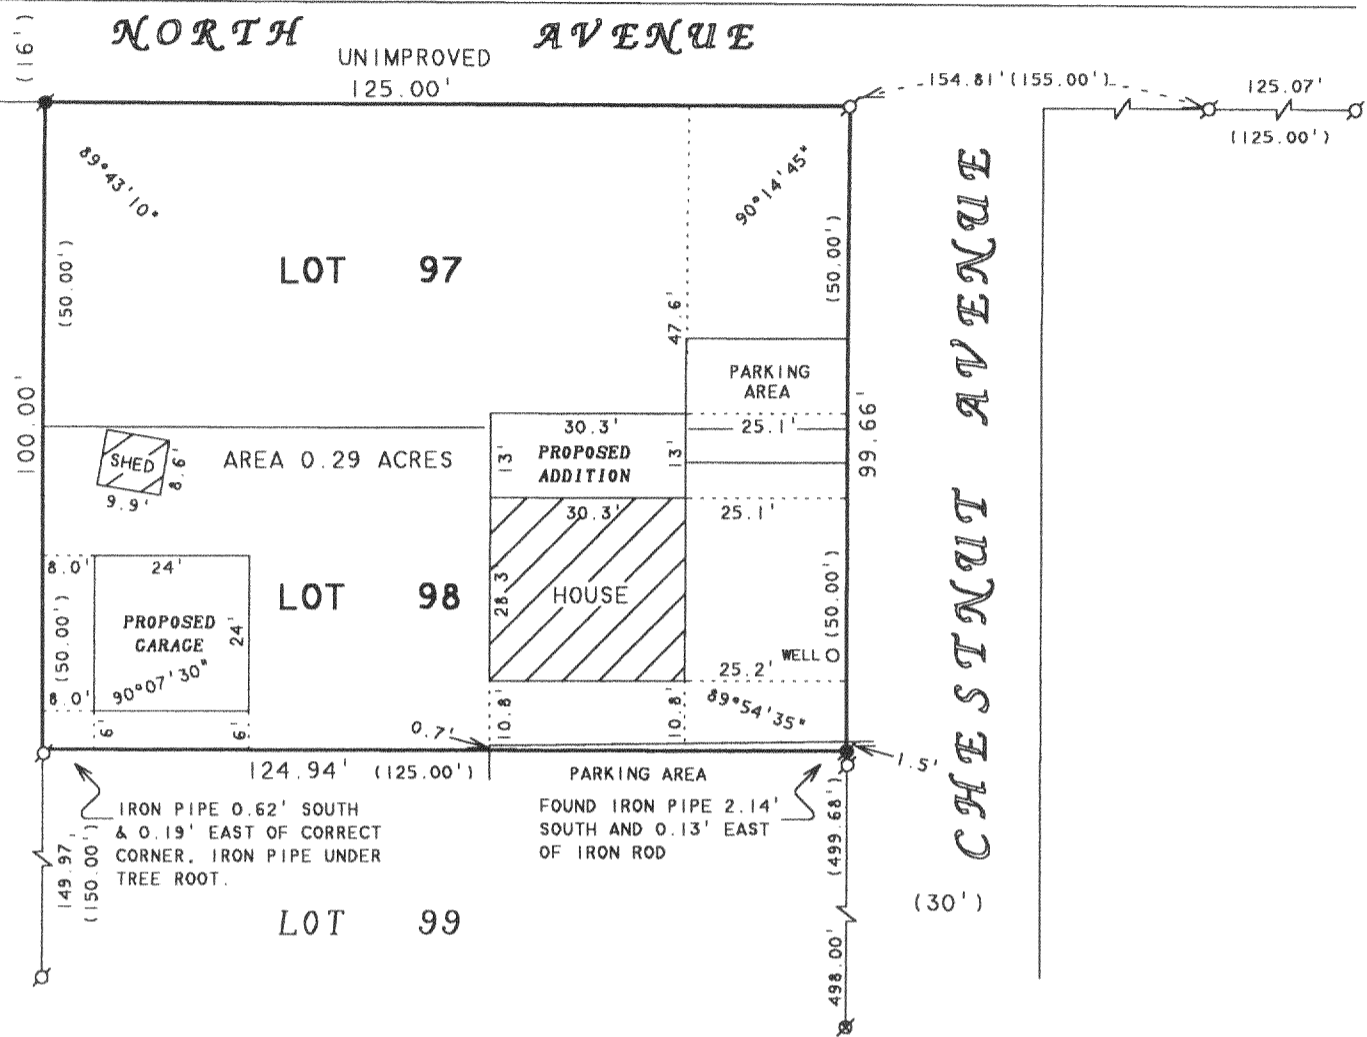 NORTH AVENUE
(16')
UNIMPROVED
125.00'
154.81'(155.00')
125.07'
(125.00')
89°43'10"
90°14'45"
(50.00')
(50.00')
LOT 97
47.6'
PARKING
AREA
100.00'
99.66'
30.3'
25.1'
PROPOSED
ADDITION
13'
13'
SHED
8.6'
9.9'
AREA 0.29 ACRES
30.3'
25.1'
8.0'
24'
LOT 98
28.3
HOUSE
(50.00')
(50.00')
PROPOSED
GARAGE
24'
WELL
90°07'30"
8.0'
25.2'
89°54'35"
6'
6'
10.8'
10.8'
0.7'
1.5'
124.94' (125.00')
PARKING AREA
IRON PIPE 0.62' SOUTH
& 0.19' EAST OF CORRECT
CORNER. IRON PIPE UNDER
TREE ROOT.
FOUND IRON PIPE 2.14'
SOUTH AND 0.13' EAST
OF IRON ROD
149.97'
(150.00')
(499.68')
498.00'
(30')
LOT 99
CHESTNUT AVENUE